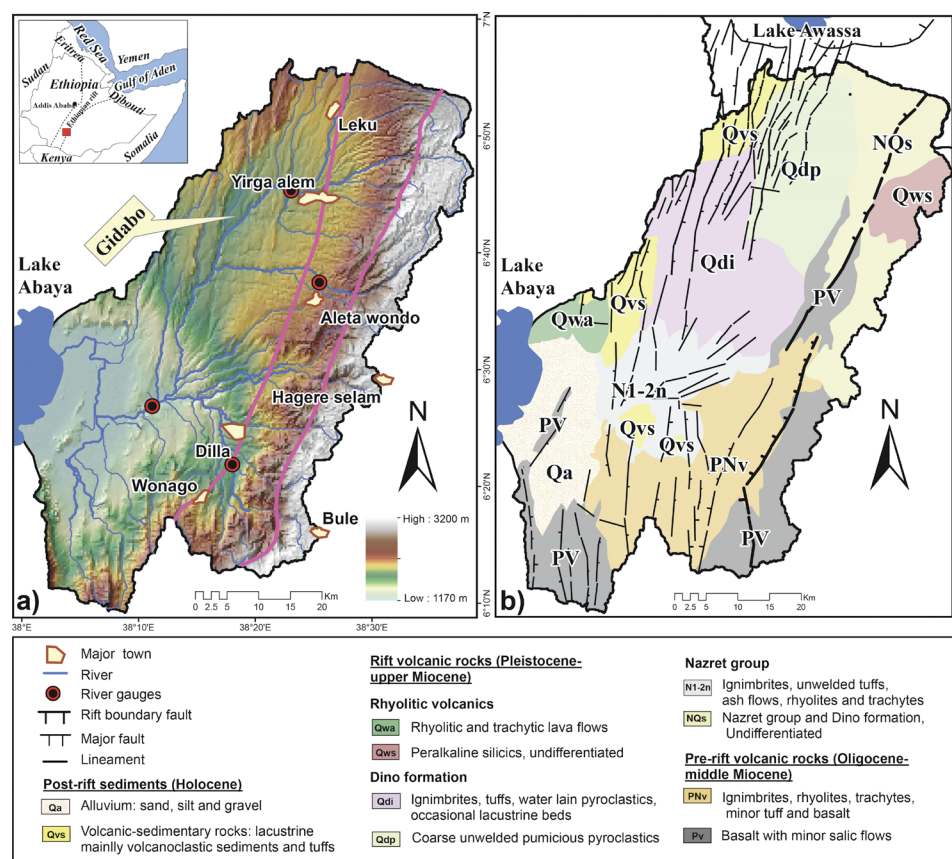 Red Sea
Eritrea
Yemen
Sudan
Ethiopia
Gulf of Aden
Addis Ababa
Ethiopian rift
Djibouti
Kenya
Somalia
Leku
Yirga alem
Gidabo
Lake
Abaya
Aleta wondo
Hagere selam
N
Dilla
Wonago
Bule
High : 3200 m
Low : 1170 m
0 2.5 5 10 15 20
Km
a)
38°E
38°10'E
38°20'E
38°30'E
7°N
6°50'N
6°40'N
6°30'N
6°20'N
6°10'N
Lake Awassa
Qvs
NQs
Qdp
Qws
Lake
Abaya
Qdi
Qvs
PV
Qwa
N1-2n
N
PV
Qvs
Qvs
PNv
Qa
PV
PV
0 2.5 5 10 15 20
Km
b)
Major town
River
River gauges
Rift boundary fault
Major fault
Lineament
Post-rift sediments (Holocene)
Qa Alluvium: sand, silt and gravel
Qvs Volcanic-sedimentary rocks: lacustrine
mainlly volcanoclastic sediments and tuffs
Rift volcanic rocks (Pleistocene-
upper Miocene)
Rhyolitic volcanics
Qwa Rhyolitic and trachytic lava flows
Qws Peralkaline silicics, undifferentiated
Dino formation
Qdi Ignimbrites, tuffs, water lain pyroclastics,
occasional lacustrine beds
Qdp Coarse unwelded pumicious pyroclastics
Nazret group
N1-2n Ignimbrites, unwelded tuffs,
ash flows, rhyolites and trachytes
NQs Nazret group and Dino formation,
Undifferentiated
Pre-rift volcanic rocks (Oligocene-
middle Miocene)
PNv Ignimbrites, rhyolites, trachytes,
minor tuff and basalt
Pv Basalt with minor salic flows